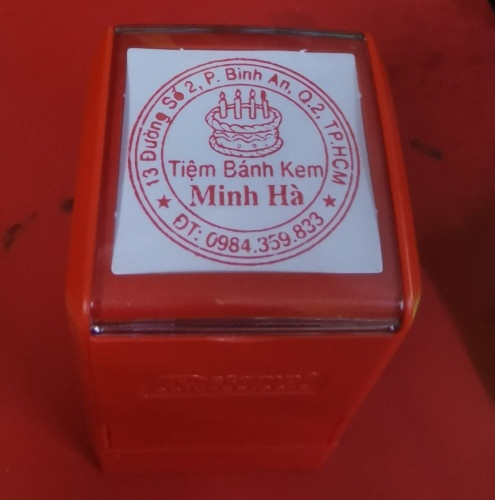 13 Đường Số 2, P. Bình An, Q.2, TP.HCM
Tiệm Bánh Kem
Minh Hà
★ ĐT: 0984.359.833 ★